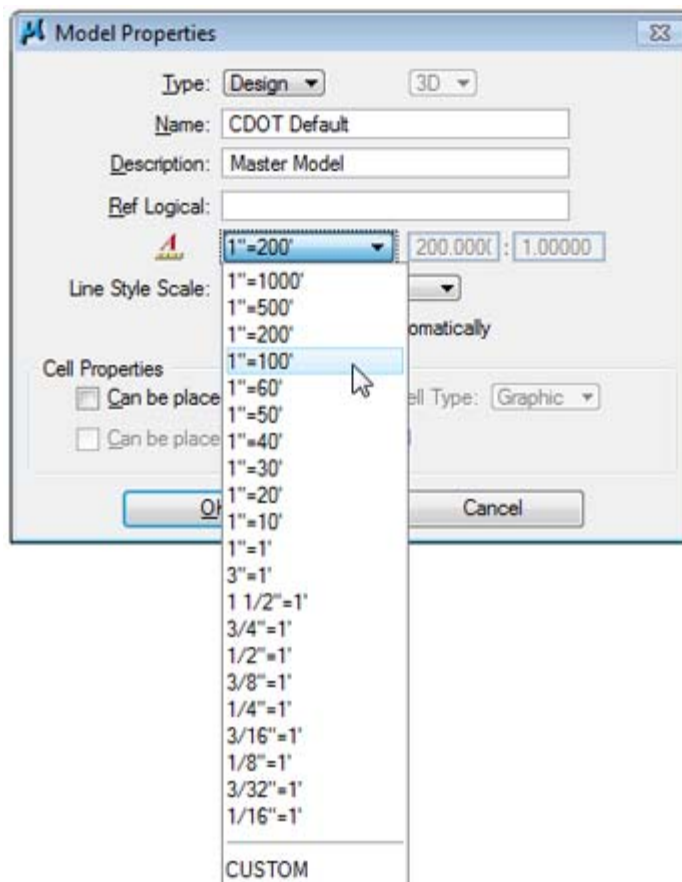 Model Properties
Type: Design 3D
Name: CDOT Default
Description: Master Model
Ref Logical:
1"=200' 200.000( : 1.00000
Line Style Scale:
1"=1000'
1"=500'
1"=200'
omatically
1"=100'
Cell Properties
1"=60'
Can be place ell Type: Graphic
1"=50'
1"=40'
Can be place
1"=30'
1"=20'
OK Cancel
1"=10'
1"=1'
3"=1'
1 1/2"=1'
3/4"=1'
1/2"=1'
3/8"=1'
1/4"=1'
3/16"=1'
1/8"=1'
3/32"=1'
1/16"=1'
CUSTOM